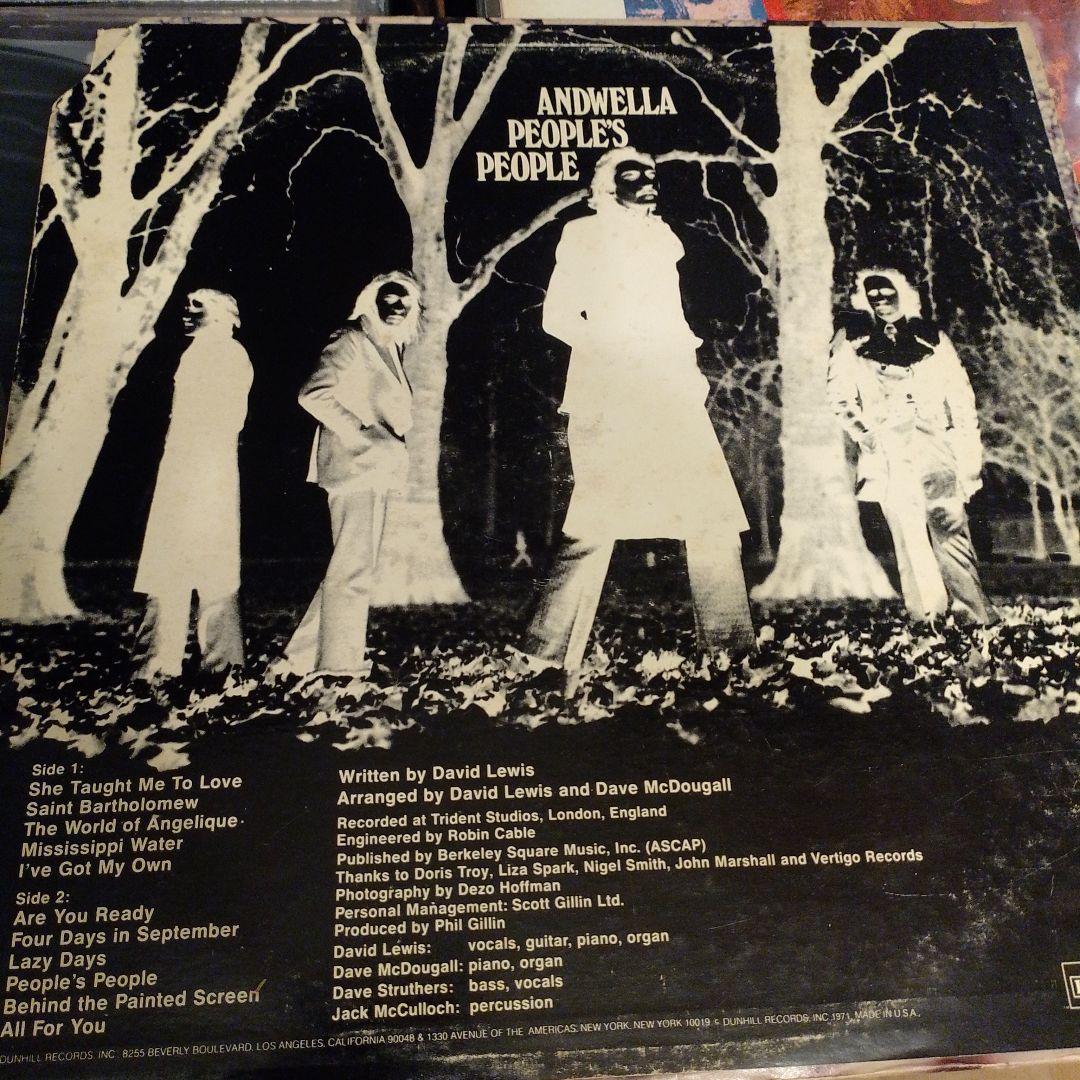 ANDWELLA
PEOPLE'S
PEOPLE
Side 1:
She Taught Me To Love
Saint Bartholomew
The World of Angelique
Mississippi Water
I've Got My Own
Side 2:
Are You Ready
Four Days in September
Lazy Days
People's People
Behind the Painted Screen
All For You
Written by David Lewis
Arranged by David Lewis and Dave McDougall
Recorded at Trident Studios, London, England
Engineered by Robin Cable
Published by Berkeley Square Music, Inc. (ASCAP)
Thanks to Doris Troy, Liza Spark, Nigel Smith, John Marshall and Vertigo Records
Photography by Dezo Hoffman
Personal Management: Scott Gillin Ltd.
Produced by Phil Gillin
David Lewis: vocals, guitar, piano, organ
Dave McDougall: piano, organ
Dave Struthers: bass, vocals
Jack McCulloch: percussion
DUNHILL RECORDS, INC. 8255 BEVERLY BOULEVARD, LOS ANGELES, CALIFORNIA 90048 & 1330 AVENUE OF THE AMERICAS, NEW YORK, NEW YORK 10019 © DUNHILL RECORDS, INC. 1971, MADE IN U.S.A.